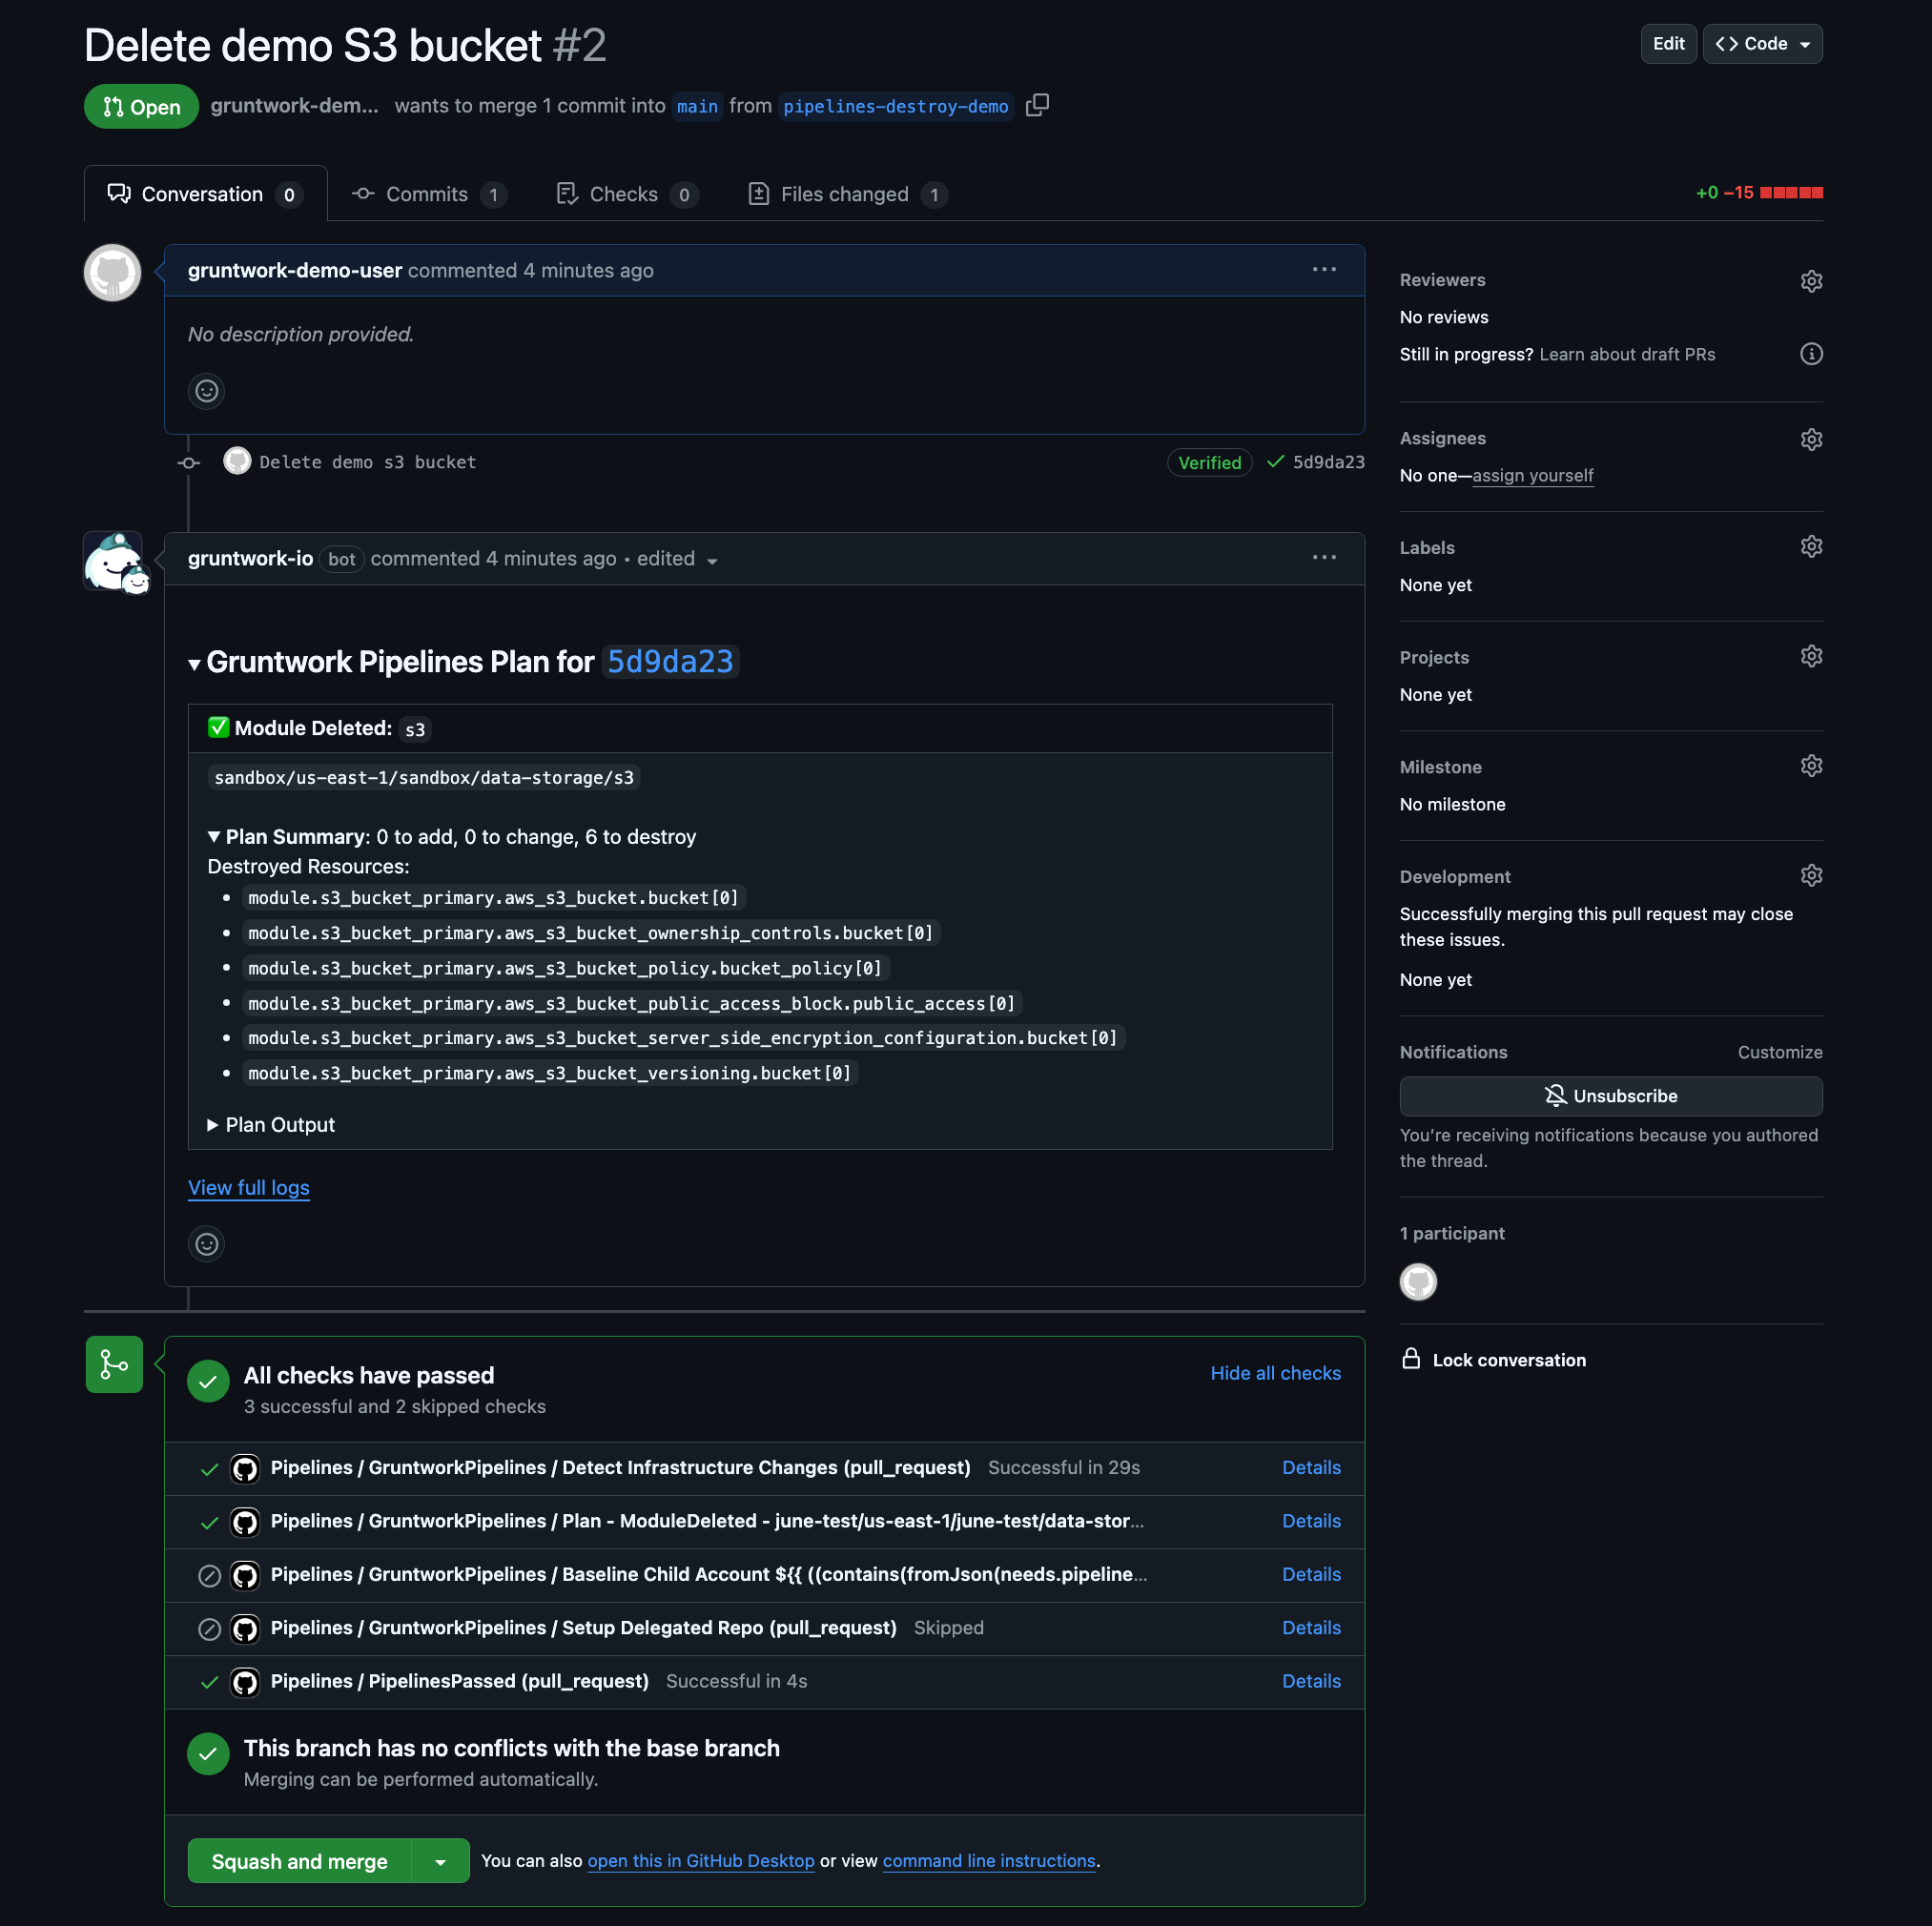 Delete demo S3 bucket #2
Edit
Code
Open
gruntwork-dem... wants to merge 1 commit into main from pipelines-destroy-demo
Conversation 0
Commits 1
Checks 0
Files changed 1
+0 −15
gruntwork-demo-user commented 4 minutes ago
No description provided.
Delete demo s3 bucket
Verified
5d9da23
gruntwork-io bot commented 4 minutes ago • edited
Gruntwork Pipelines Plan for 5d9da23
Module Deleted: s3
sandbox/us-east-1/sandbox/data-storage/s3
Plan Summary: 0 to add, 0 to change, 6 to destroy
Destroyed Resources:
module.s3_bucket_primary.aws_s3_bucket.bucket[0]
module.s3_bucket_primary.aws_s3_bucket_ownership_controls.bucket[0]
module.s3_bucket_primary.aws_s3_bucket_policy.bucket_policy[0]
module.s3_bucket_primary.aws_s3_bucket_public_access_block.public_access[0]
module.s3_bucket_primary.aws_s3_bucket_server_side_encryption_configuration.bucket[0]
module.s3_bucket_primary.aws_s3_bucket_versioning.bucket[0]
Plan Output
View full logs
All checks have passed
3 successful and 2 skipped checks
Hide all checks
Pipelines / GruntworkPipelines / Detect Infrastructure Changes (pull_request) Successful in 29s Details
Pipelines / GruntworkPipelines / Plan - ModuleDeleted - june-test/us-east-1/june-test/data-stor... Details
Pipelines / GruntworkPipelines / Baseline Child Account ${{ ((contains(fromJson(needs.pipeline... Details
Pipelines / GruntworkPipelines / Setup Delegated Repo (pull_request) Skipped Details
Pipelines / PipelinesPassed (pull_request) Successful in 4s Details
This branch has no conflicts with the base branch
Merging can be performed automatically.
Squash and merge
You can also open this in GitHub Desktop or view command line instructions.
Reviewers
No reviews
Still in progress? Learn about draft PRs
Assignees
No one—assign yourself
Labels
None yet
Projects
None yet
Milestone
No milestone
Development
Successfully merging this pull request may close
these issues.
None yet
Notifications
Customize
Unsubscribe
You’re receiving notifications because you authored
the thread.
1 participant
Lock conversation